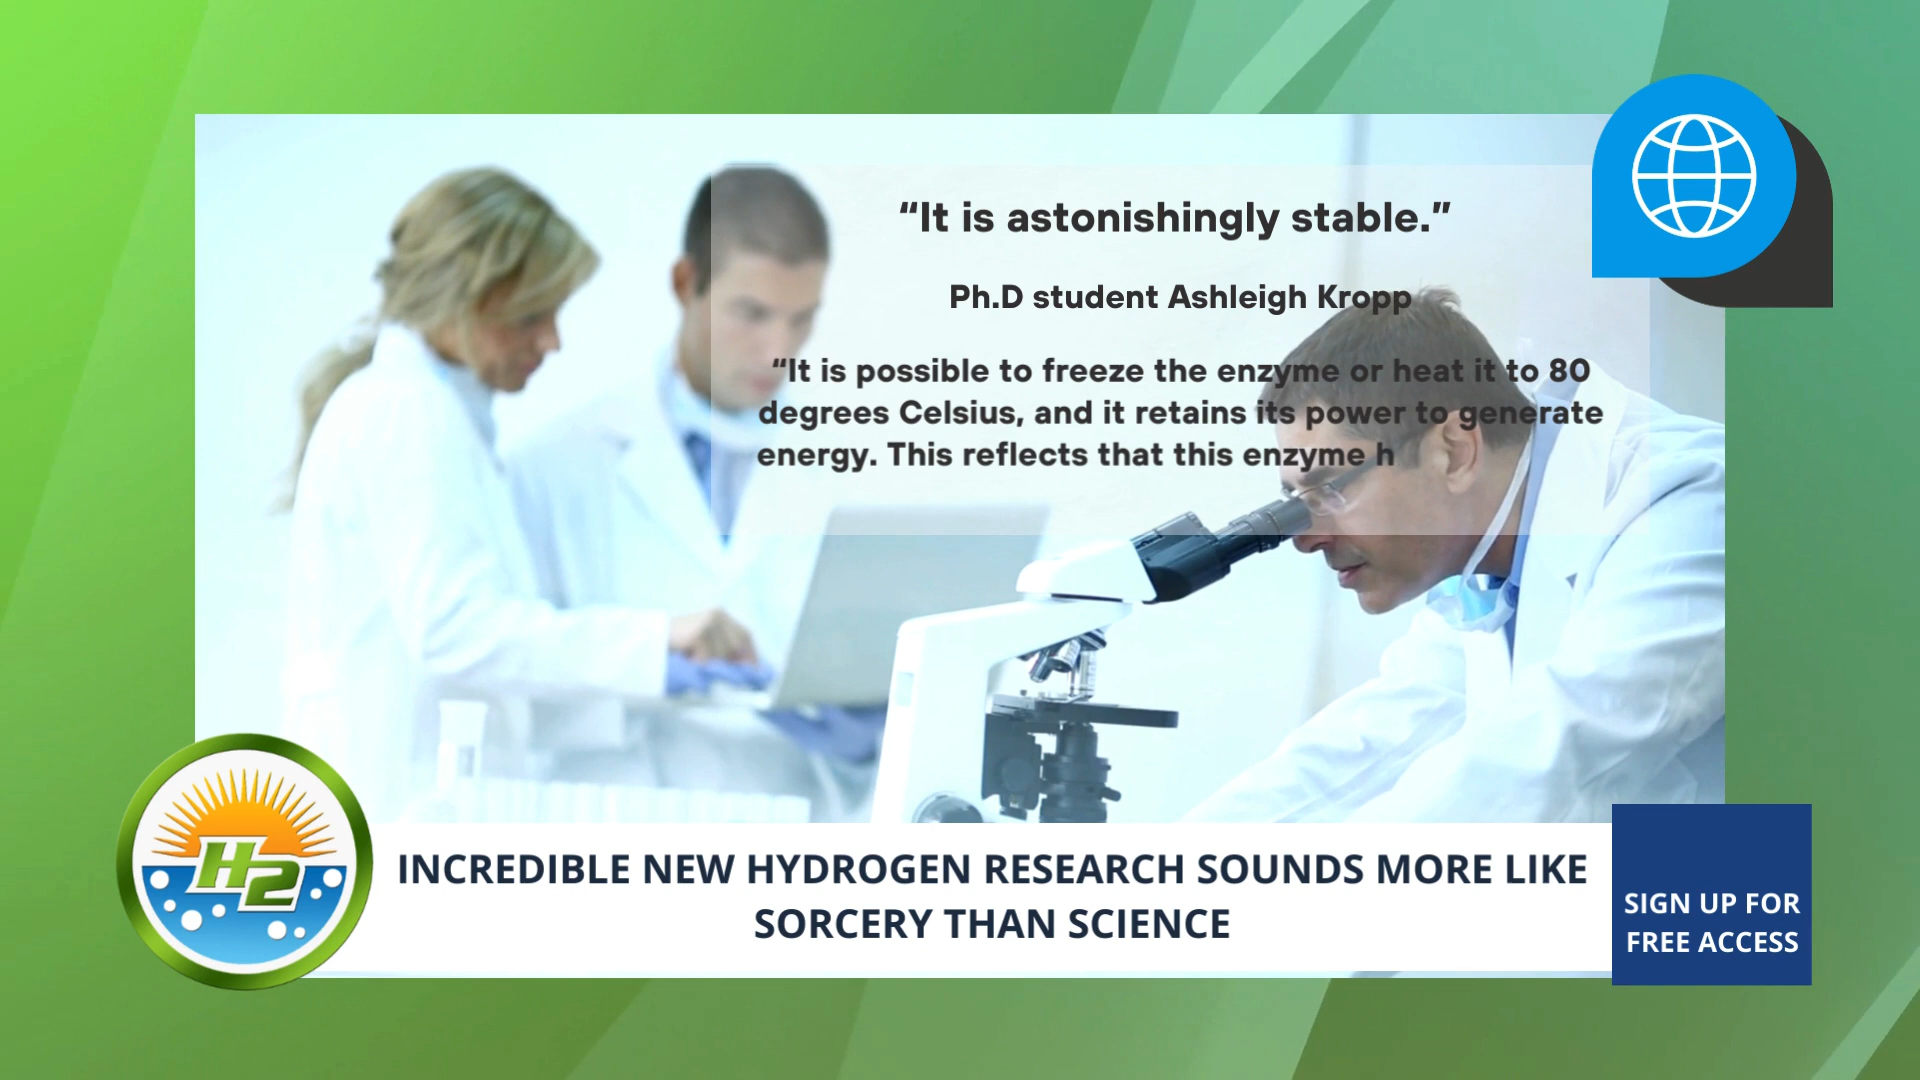 “It is astonishingly stable.”
Ph.D student Ashleigh Kropp
“It is possible to freeze the enzyme or heat it to 80
degrees Celsius, and it retains its power to generate
energy. This reflects that this enzyme h
H2
INCREDIBLE NEW HYDROGEN RESEARCH SOUNDS MORE LIKE
SORCERY THAN SCIENCE
SIGN UP FOR
FREE ACCESS